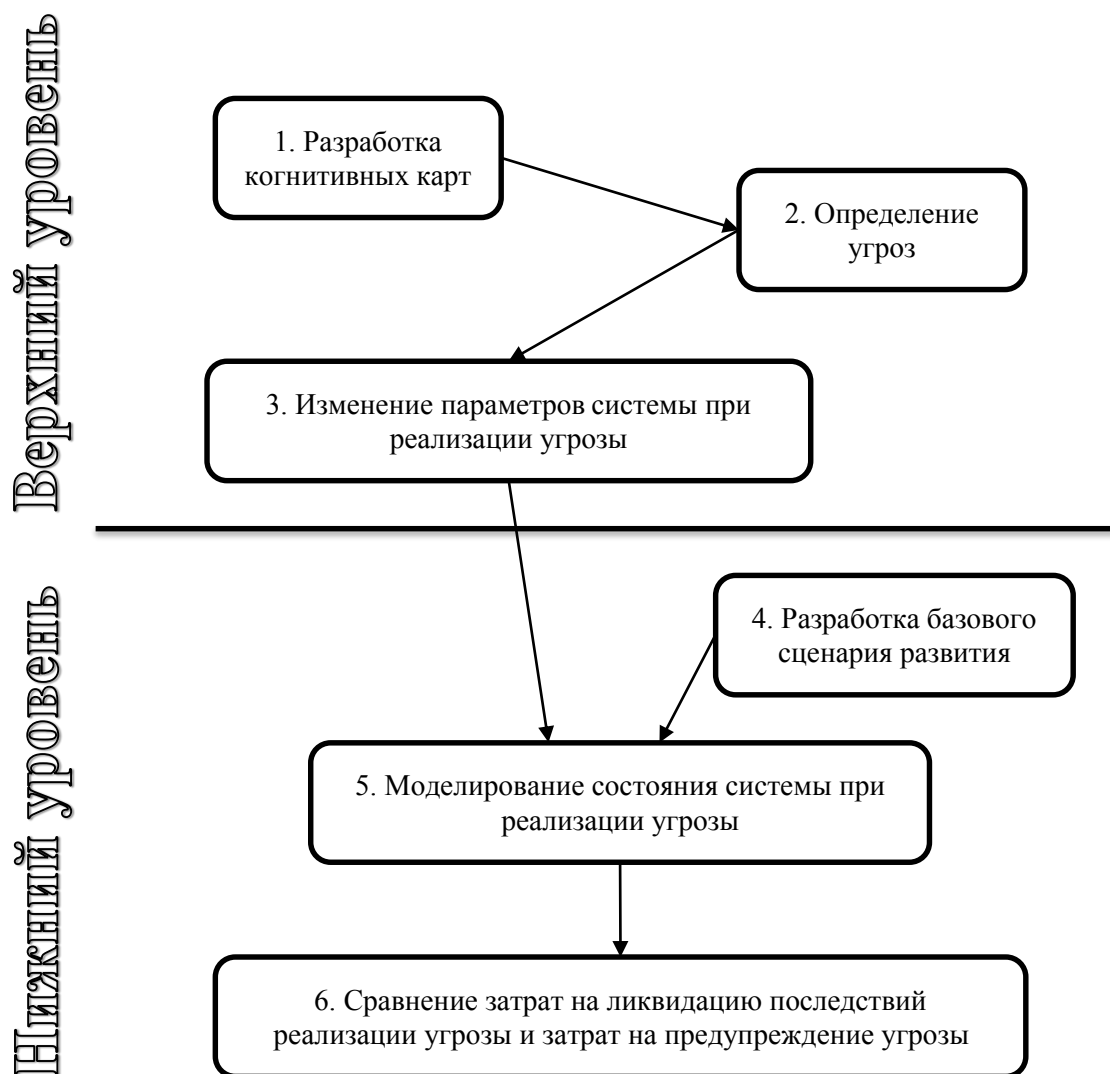 Верхний уровень
1. Разработка
когнитивных карт
2. Определение
угроз
3. Изменение параметров системы при
реализации угрозы
Нижний уровень
4. Разработка базового
сценария развития
5. Моделирование состояния системы при
реализации угрозы
6. Сравнение затрат на ликвидацию последствий
реализации угрозы и затрат на предупреждение угрозы